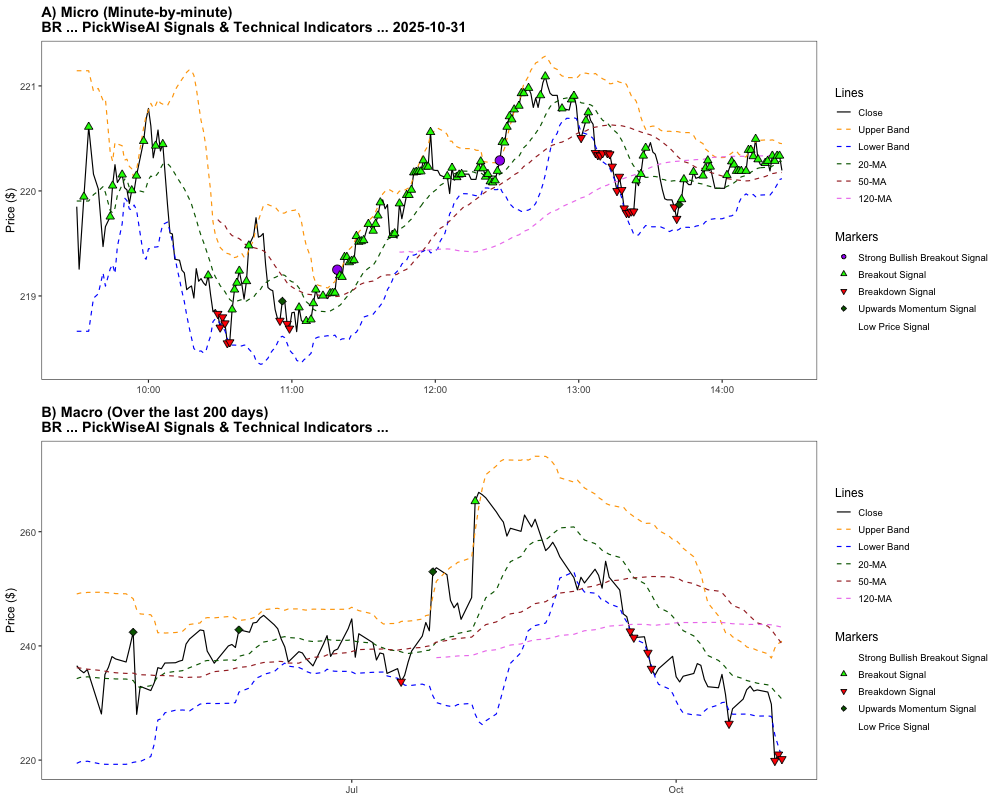 A) Micro (Minute-by-minute)
BR ... PickWiseAI Signals & Technical Indicators ... 2025-10-31
Price ($)
221
220
219
10:00
11:00
12:00
13:00
14:00
Lines
Close
Upper Band
Lower Band
20-MA
50-MA
120-MA
Markers
Strong Bullish Breakout Signal
Breakout Signal
Breakdown Signal
Upwards Momentum Signal
Low Price Signal
B) Macro (Over the last 200 days)
BR ... PickWiseAI Signals & Technical Indicators ...
Price ($)
260
240
220
Jul
Oct
Lines
Close
Upper Band
Lower Band
20-MA
50-MA
120-MA
Markers
Strong Bullish Breakout Signal
Breakout Signal
Breakdown Signal
Upwards Momentum Signal
Low Price Signal